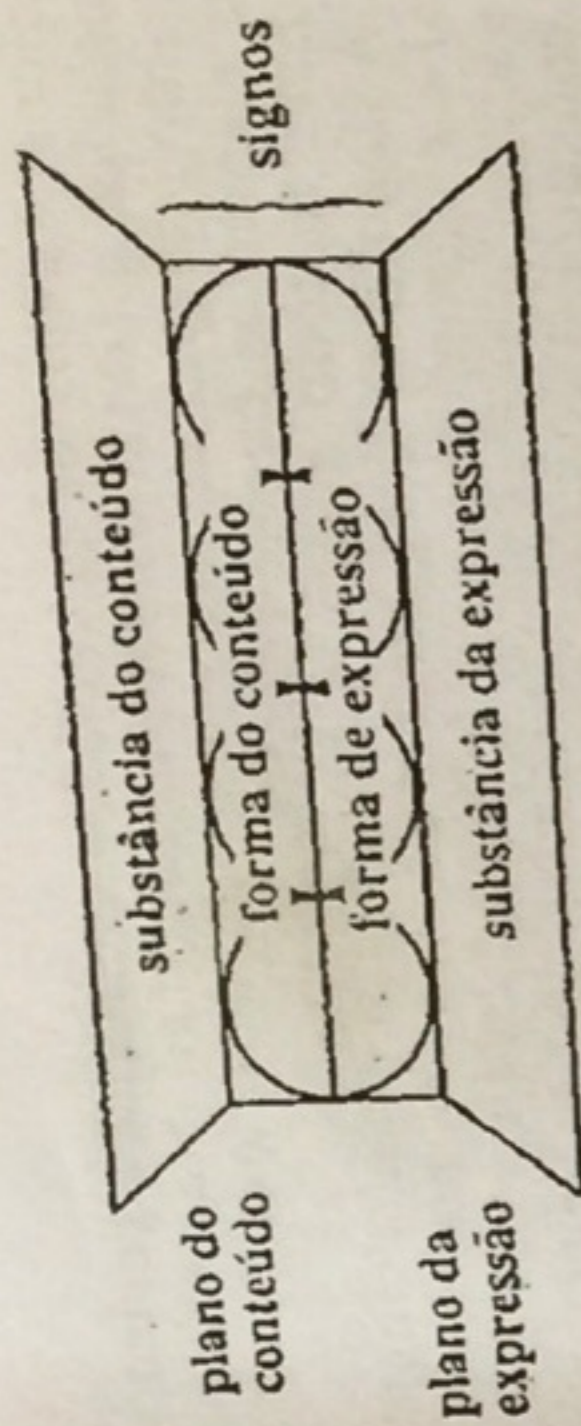 substância do conteúdo
signos
plano do
conteúdo
forma do conteúdo
forma de expressão
plano da
expressão
substância da expressão